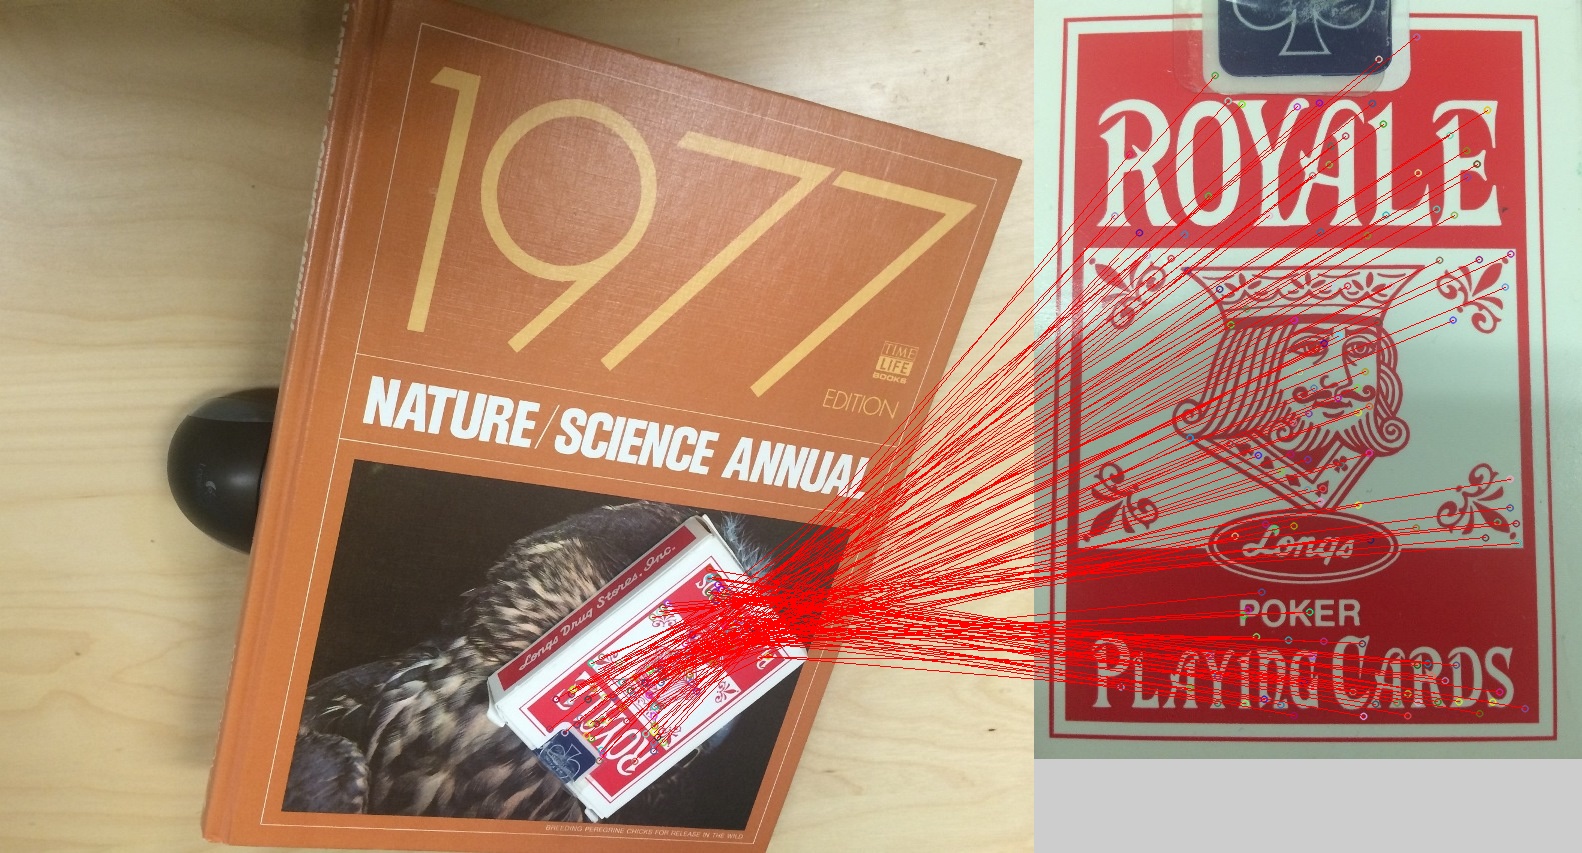 1977
TIME
LIFE
BOOKS
EDITION
NATURE/SCIENCE ANNUAL
Longs Drug Stores, Inc.
ROYALE
BREEDING PEREGRINE CHICKS FOR RELEASE IN THE WILD
ROYALE
Longs
POKER
PLAYING CARDS